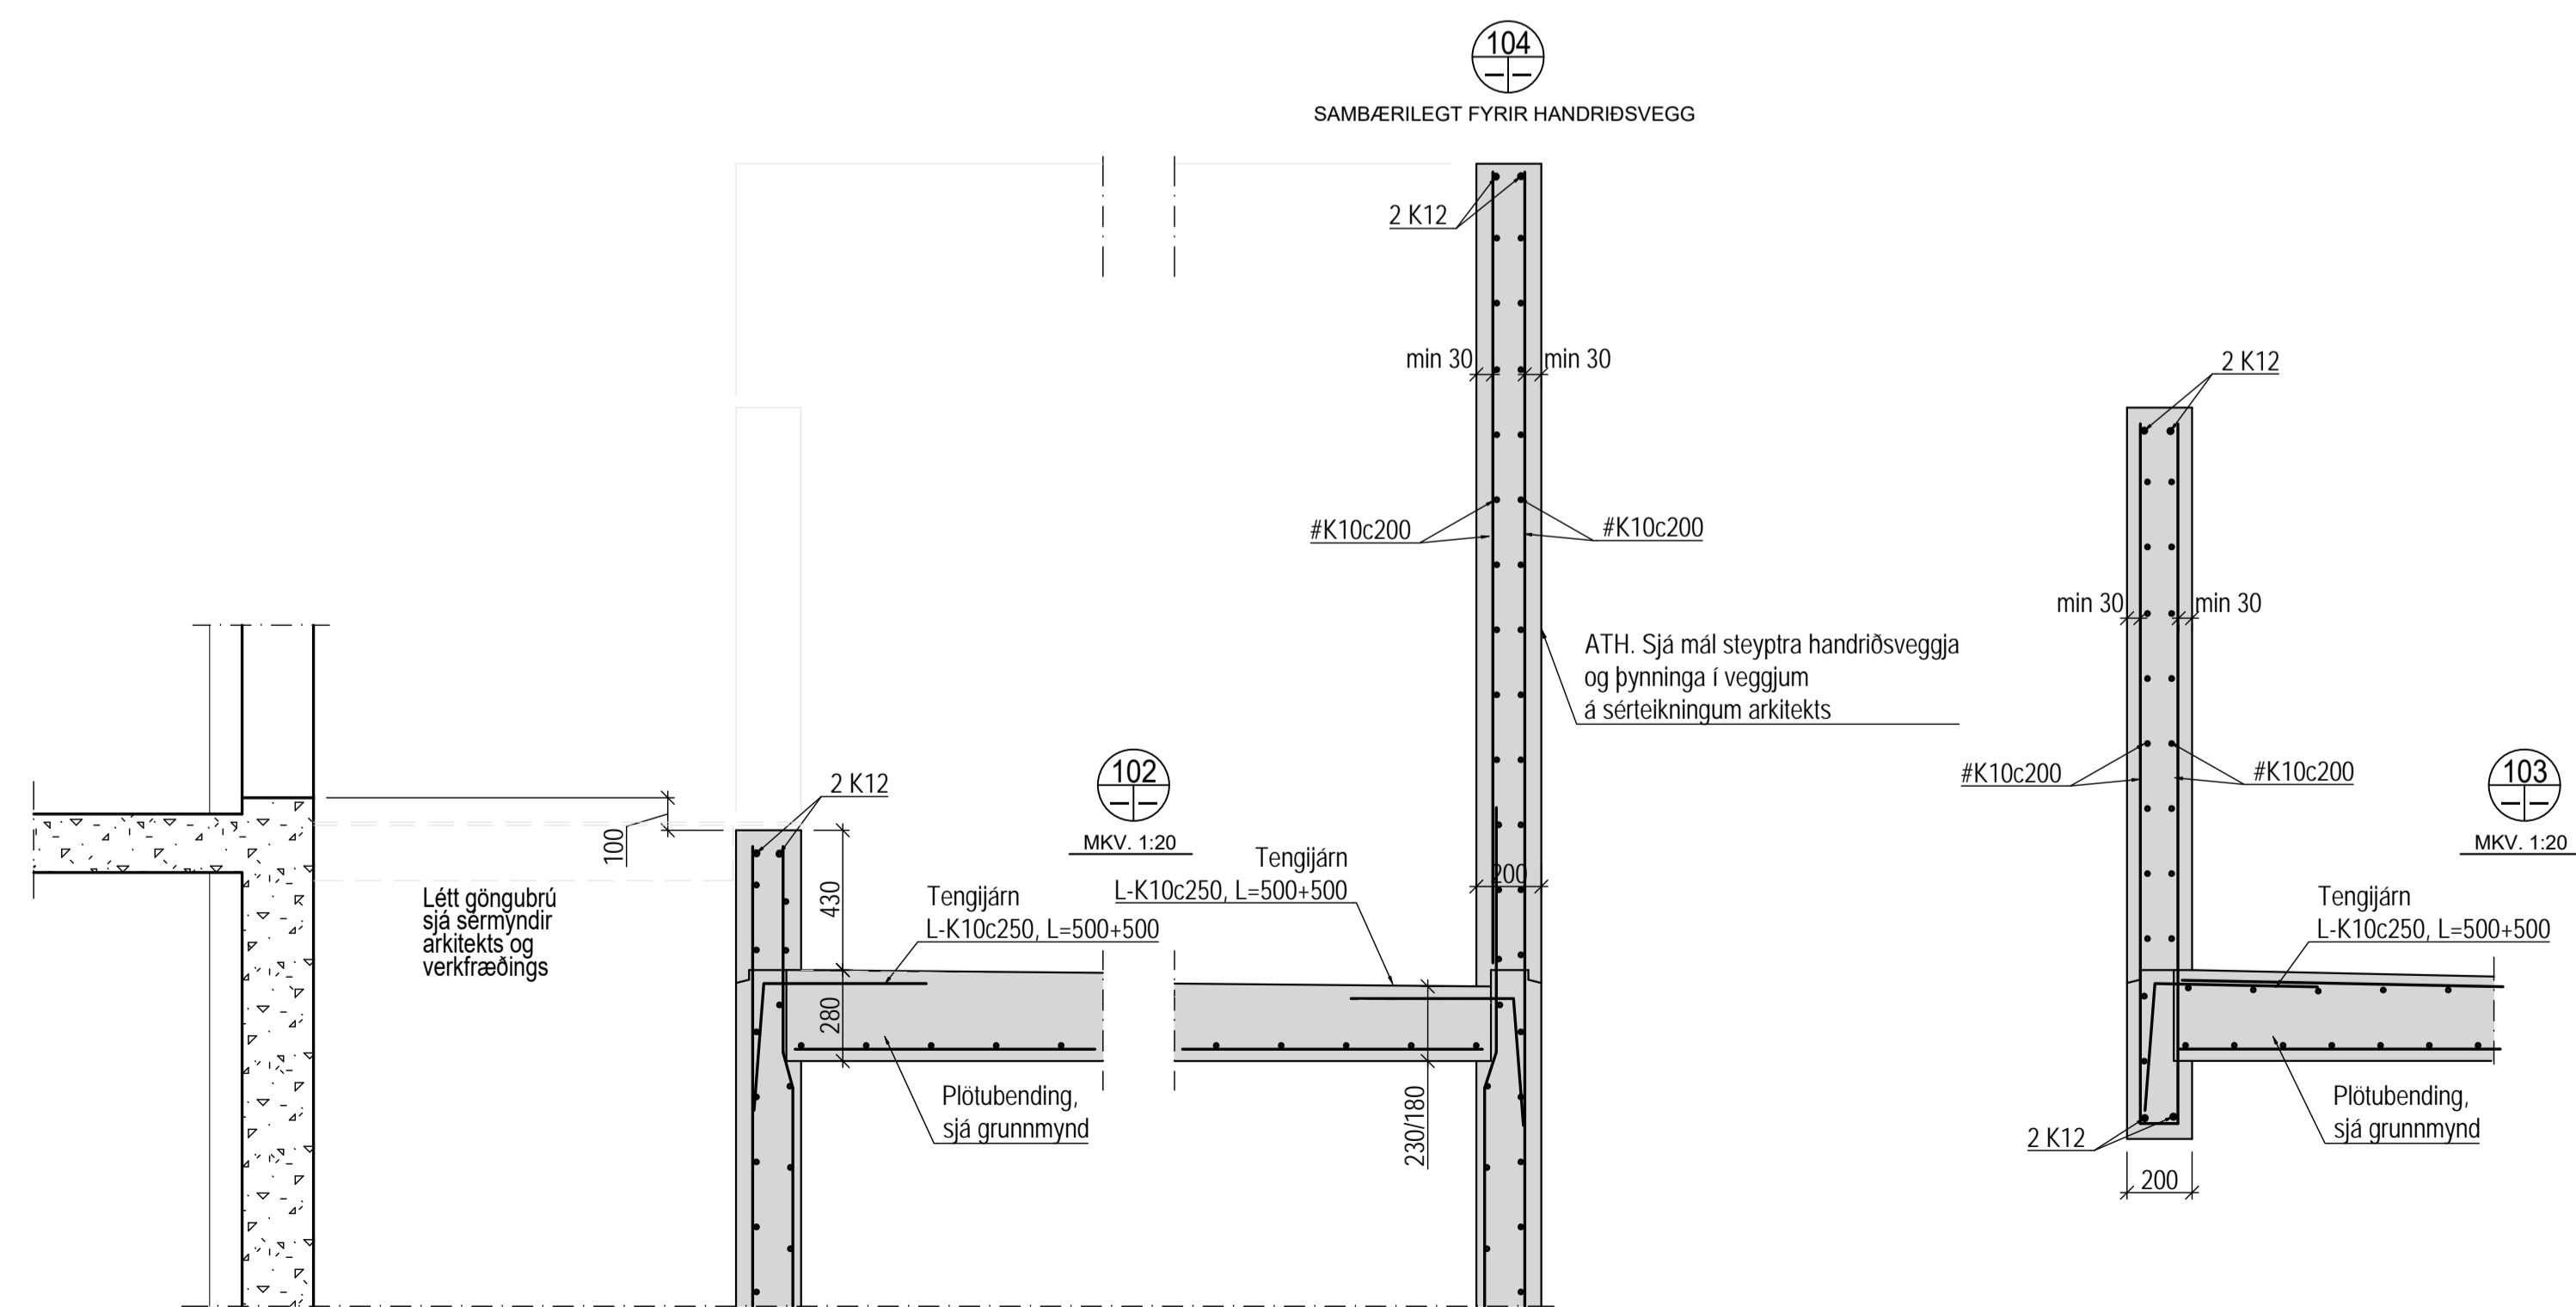 104
SAMBÆRILEGT FYRIR HANDRIÐSVEGG
2 K12
min 30
min 30
#K10c200
#K10c200
ATH. Sjá mál steyptra handriðsveggja
og þynninga í veggjum
á sérteikningum arkitekts
100
Létt göngubrú
sjá sérmyndir
arkitekts og
verkfræðings
2 K12
430
280
102
MKV. 1:20
Tengijárn
L-K10c250, L=500+500
Tengijárn
L-K10c250, L=500+500
200
Plötubending,
sjá grunnmynd
230/180
2 K12
min 30
min 30
#K10c200
#K10c200
103
MKV. 1:20
Tengijárn
L-K10c250, L=500+500
Plötubending,
sjá grunnmynd
2 K12
200